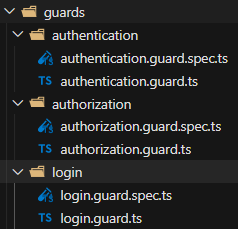 guards
authentication
authentication.guard.spec.ts
TS authentication.guard.ts
authorization
authorization.guard.spec.ts
TS authorization.guard.ts
login
login.guard.spec.ts
TS login.guard.ts